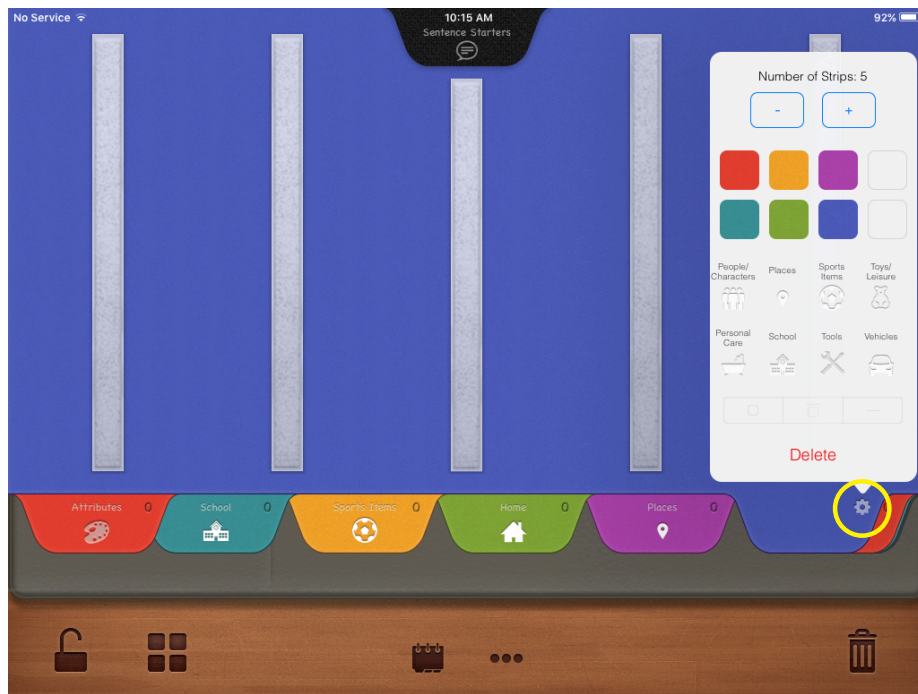 No Service
10:15 AM
92%
Sentence Starters
Number of Strips: 5
-
+
People/
Characters
Places
Sports
Items
Toys/
Leisure
Personal
Care
School
Tools
Vehicles
Delete
Attributes 0
School 0
Sports Items 0
Home 0
Places 0